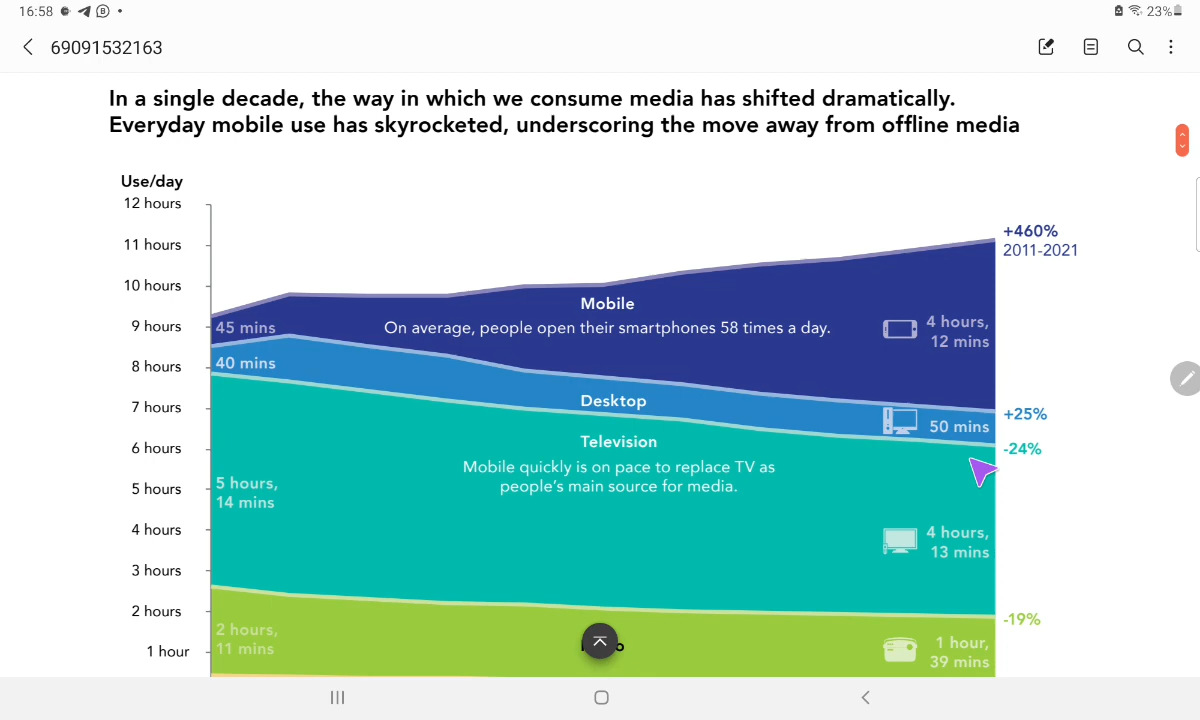 16:58
23%
69091532163
In a single decade, the way in which we consume media has shifted dramatically.
Everyday mobile use has skyrocketed, underscoring the move away from offline media
Use/day
12 hours
11 hours
10 hours
9 hours
8 hours
7 hours
6 hours
5 hours
4 hours
3 hours
2 hours
1 hour
+460%
2011-2021
Mobile
On average, people open their smartphones 58 times a day.
45 mins
4 hours,
12 mins
40 mins
Desktop
50 mins
+25%
-24%
Television
Mobile quickly is on pace to replace TV as
people's main source for media.
5 hours,
14 mins
4 hours,
13 mins
-19%
2 hours,
11 mins
1 hour,
39 mins